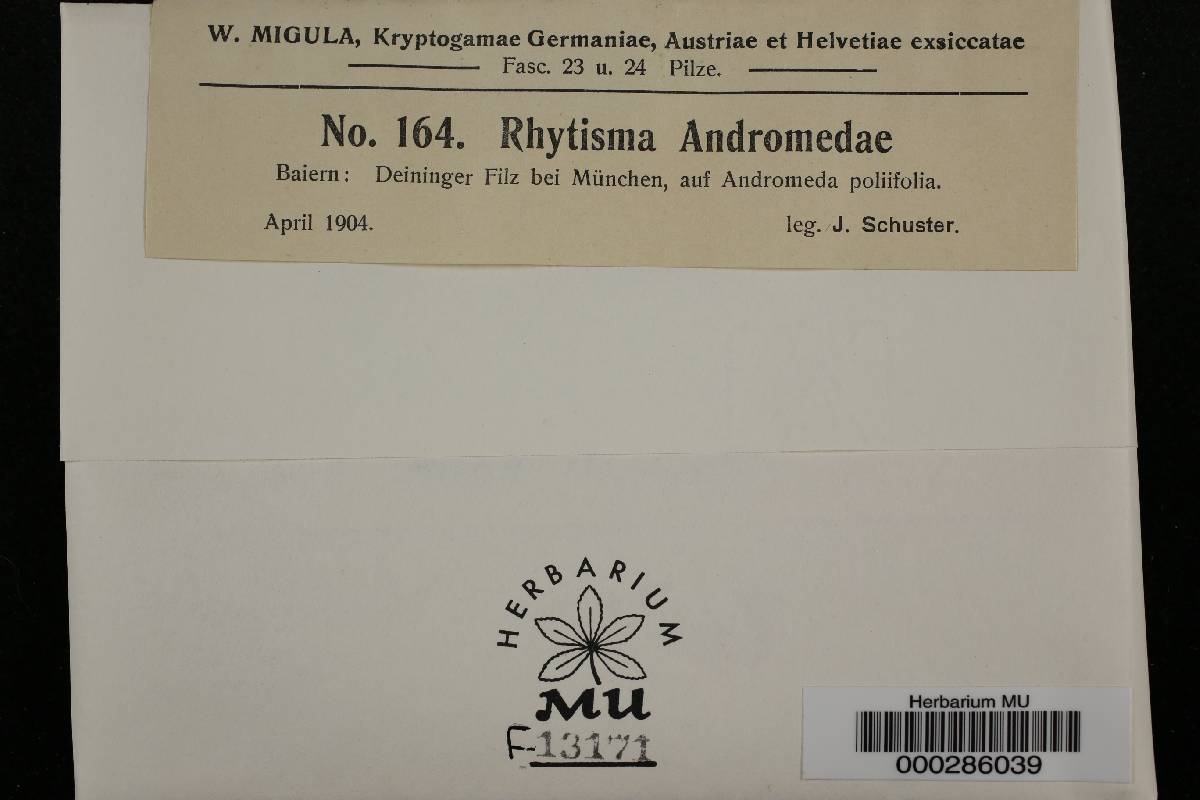 W. MIGULA, Kryptogamae Germaniae, Austriae et Helvetiae exsiccatae
Fasc. 23 u. 24 Pilze.
No. 164. Rhytisma Andromedae
Baiern: Deininger Filz bei München, auf Andromeda poliifolia.
April 1904. leg. J. Schuster.
HERBARIUM
MU
F-13171
Herbarium MU
000286039